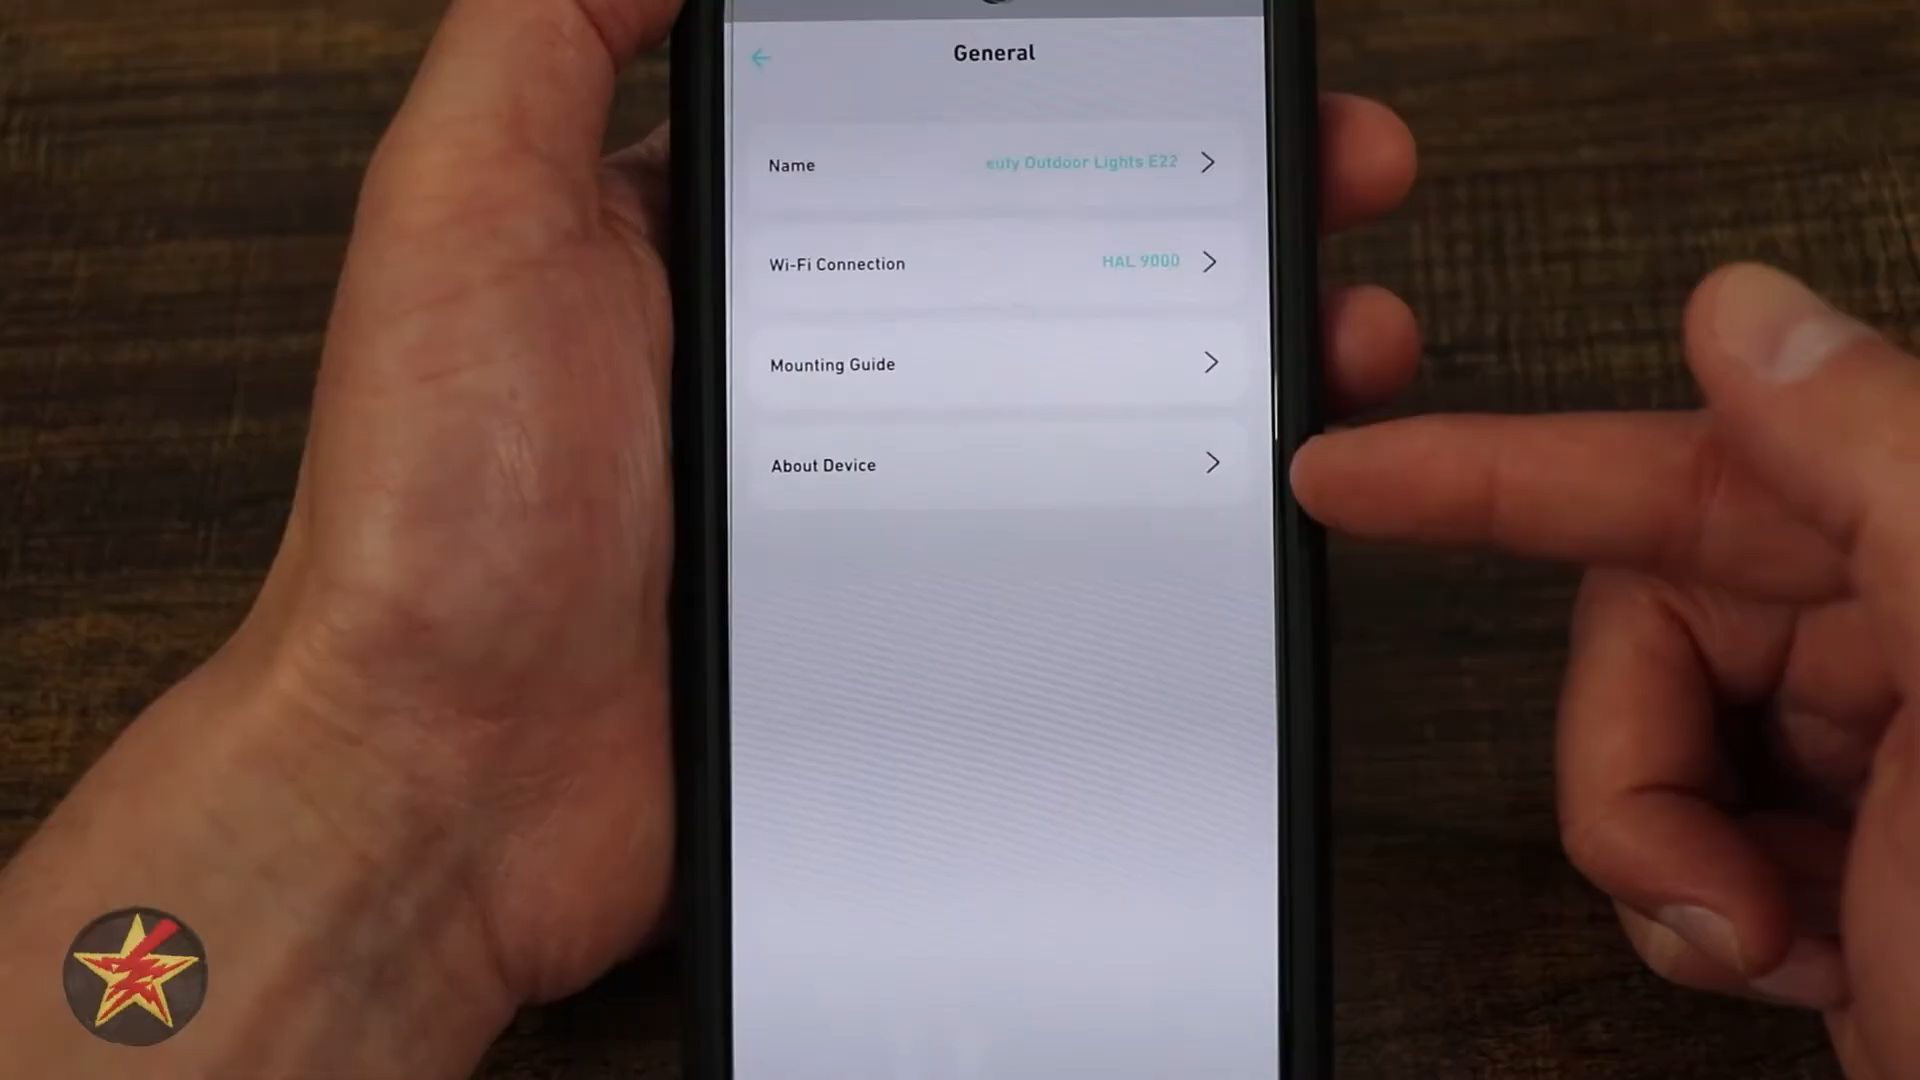 General
Name
eufy Outdoor Lights E22
Wi-Fi Connection
HAL 9000
Mounting Guide
About Device